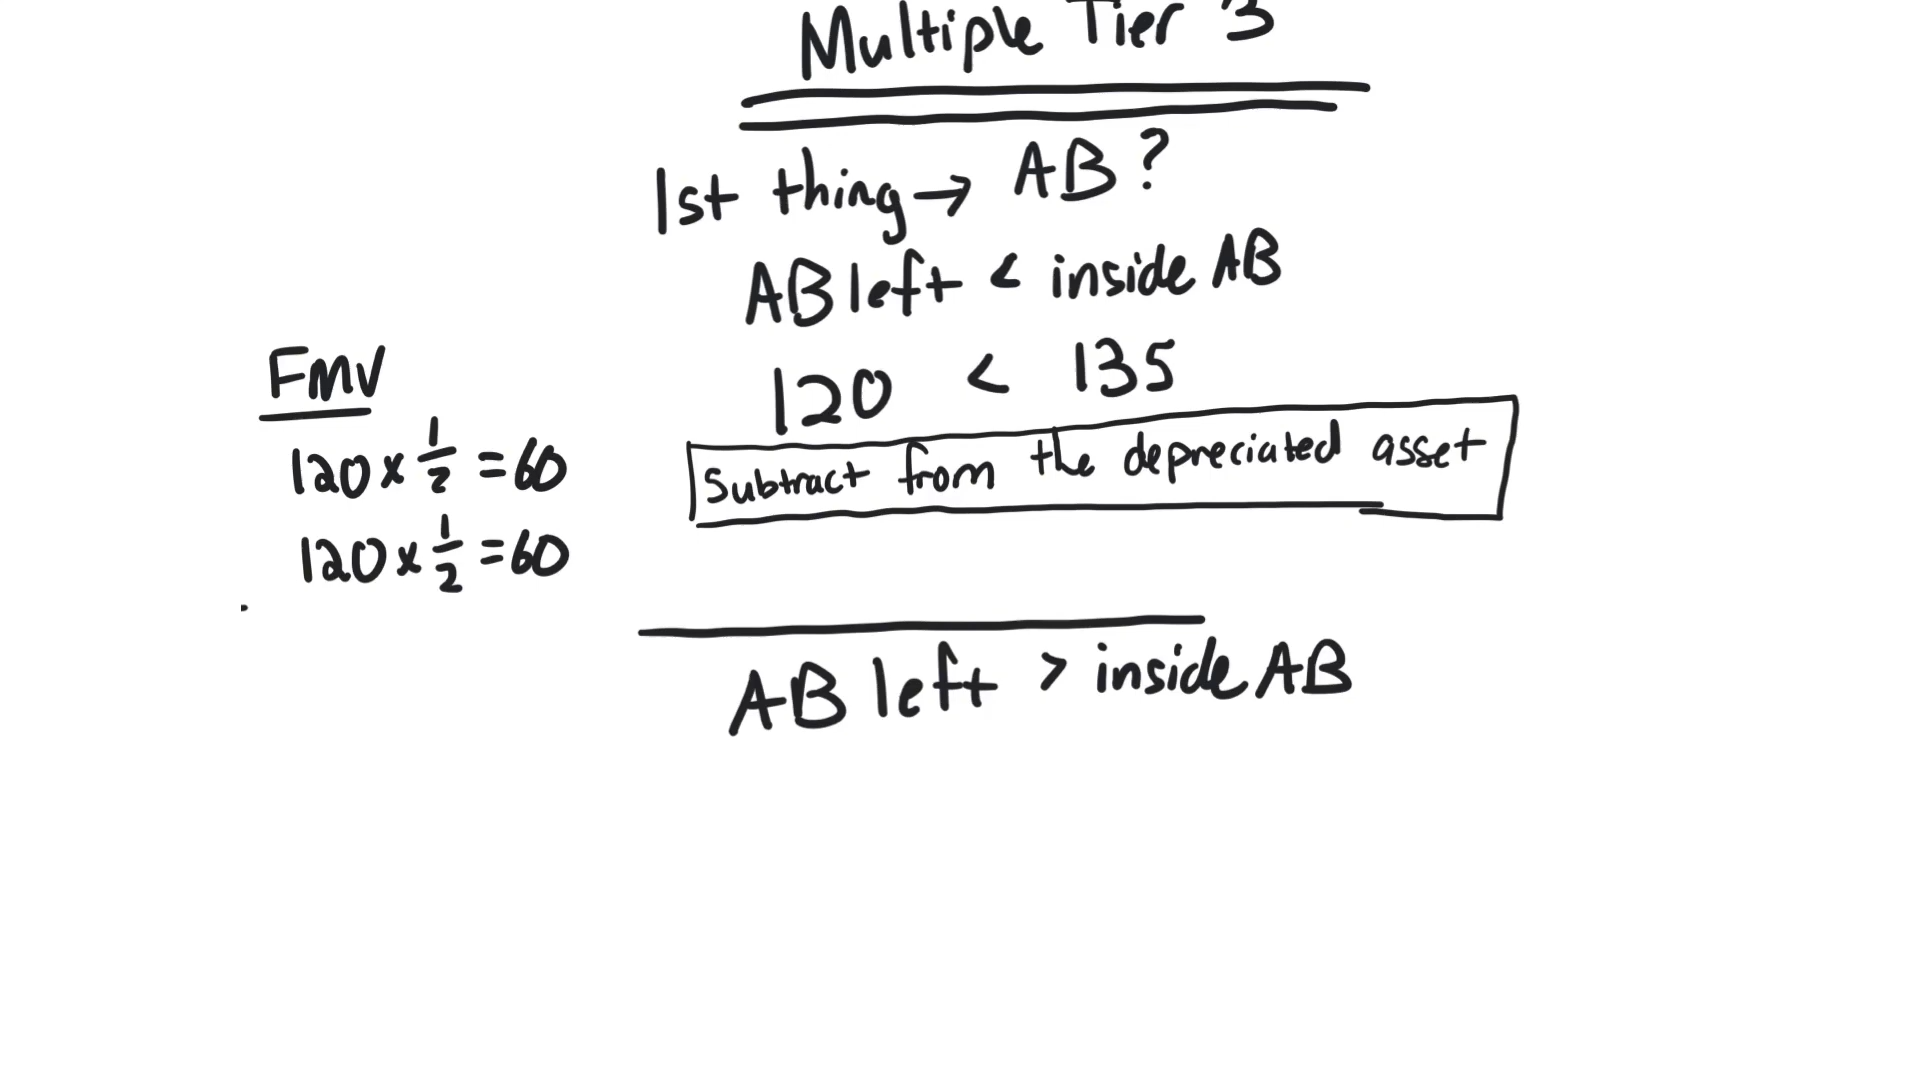 Multiple Tier 3
1st thing → AB?
AB left < inside AB
120 < 135
Subtract from the depreciated asset
Fmv
120 x 1/2 = 60
120 x 1/2 = 60
AB left > inside AB